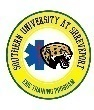 SOUTHERN UNIVERSITY AT SHREVEPORT
EMS TRAINING PROGRAM